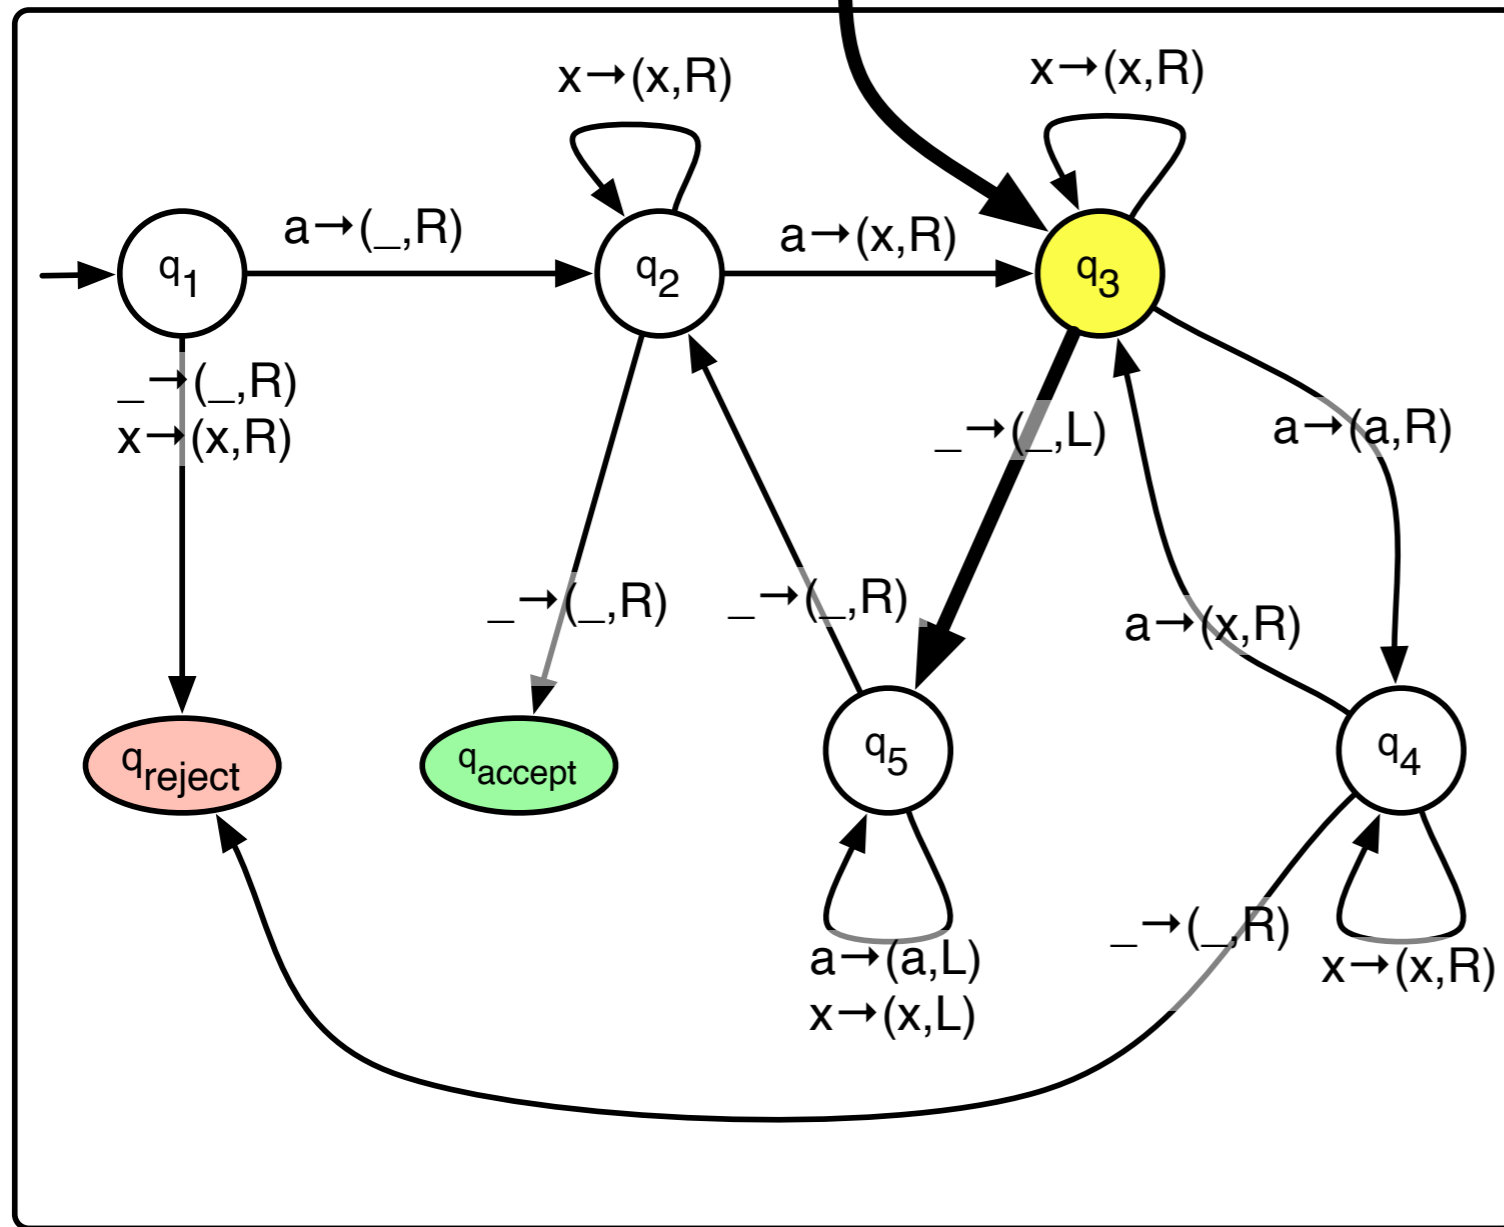 x→(x,R)
x→(x,R)
a→(_,R)
a→(x,R)
q1
q2
q3
_→(_,R)
x→(x,R)
_→(_,L)
a→(a,R)
_→(_,R)
_→(_,R)
a→(x,R)
qreject
qaccept
q5
q4
a→(a,L)
x→(x,L)
_→(_,R)
x→(x,R)